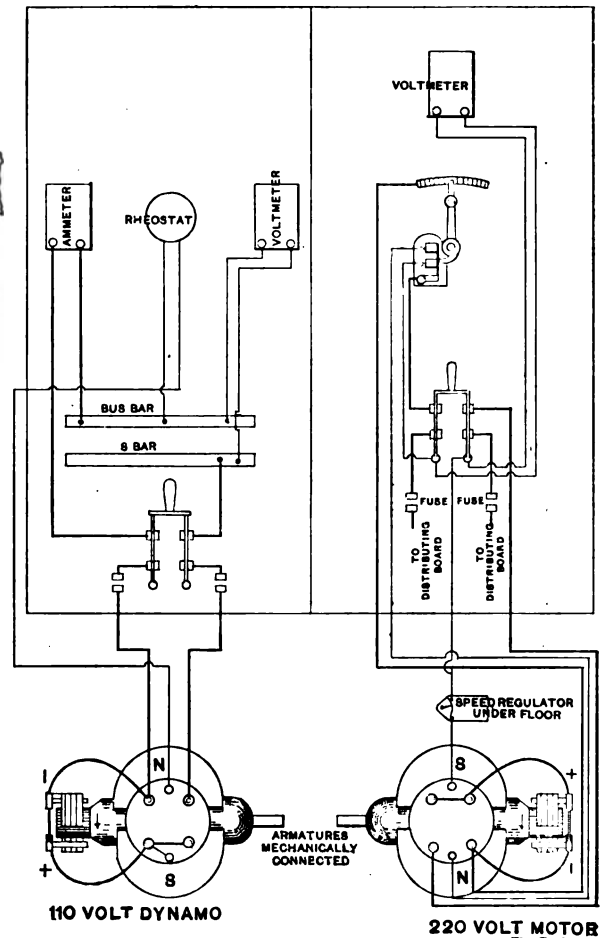 VOLTMETER
AMMETER
RHEOSTAT
VOLTMETER
BUS BAR
8 BAR
FUSE
FUSE
TO
DISTRIBUTING
BOARD
TO
DISTRIBUTING
BOARD
SPEED REGULATOR
UNDER FLOOR
N
S
-
+
S
N
+
-
ARMATURES
MECHANICALLY
CONNECTED
110 VOLT DYNAMO
220 VOLT MOTOR